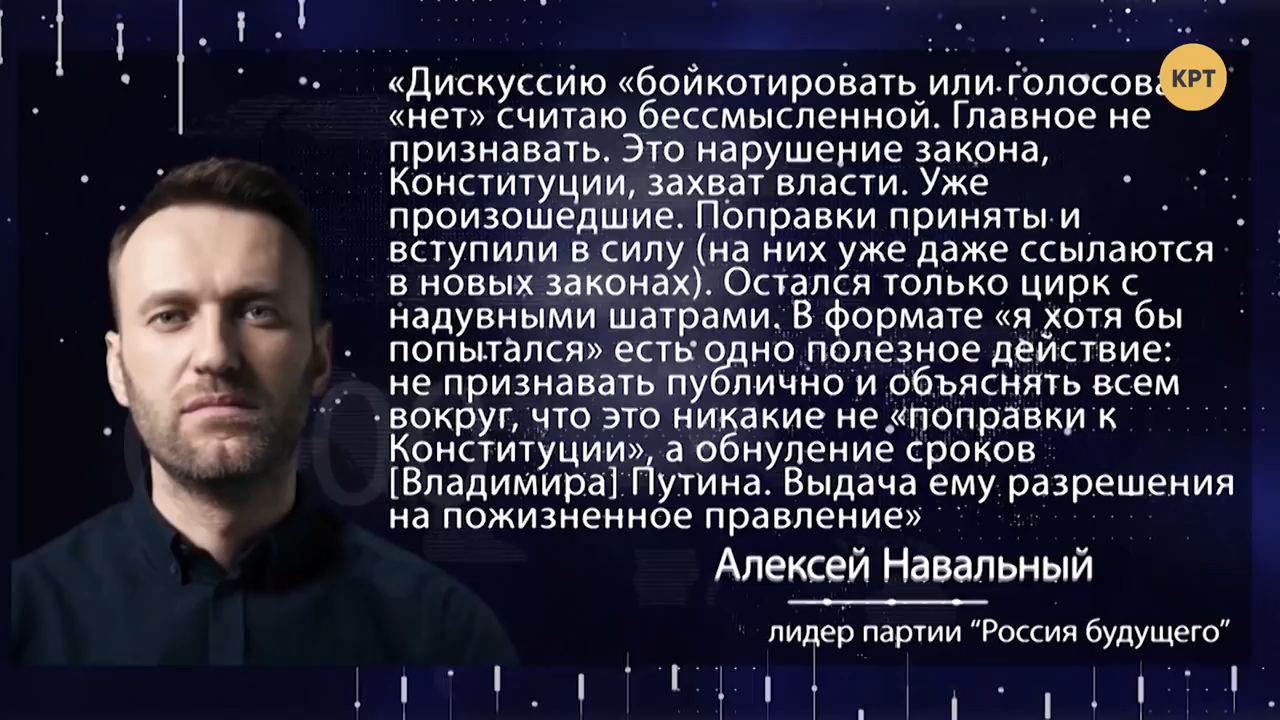 «Дискуссию «бойкотировать или голосова
КРТ
«нет» считаю бессмысленной. Главное не
признавать. Это нарушение закона,
Конституции, захват власти. Уже
произошедшие. Поправки приняты и
вступили в силу (на них уже даже ссылаются
в новых законах). Остался только цирк с
надувными шатрами. В формате «я хотя бы
попытался» есть одно полезное действие:
не признавать публично и объяснять всем
вокруг, что это никакие не «поправки к
Конституции», а обнуление сроков
[Владимира] Путина. Выдача ему разрешения
на пожизненное правление»
Алексей Навальный
лидер партии “Россия будущего”